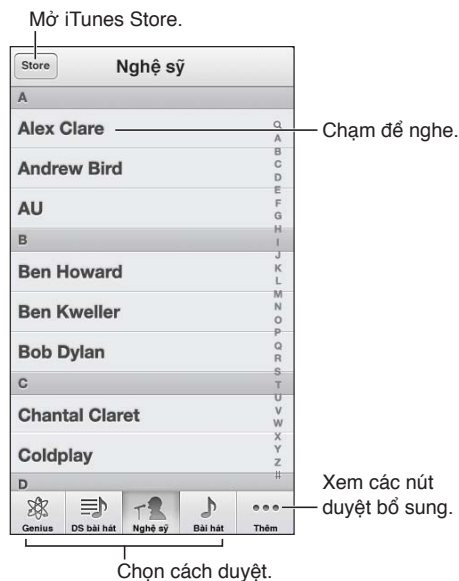 Mở iTunes Store.
Store
Nghệ sỹ
A
Alex Clare
Chạm để nghe.
Andrew Bird
AU
B
Ben Howard
Ben Kweller
Bob Dylan
C
Chantal Claret
Coldplay
D
A
B
C
D
E
F
G
H
I
J
K
L
M
N
O
P
Q
R
S
T
U
V
W
X
Y
Z
#
Genius
DS bài hát
Nghệ sỹ
Bài hát
Thêm
Xem các nút
duyệt bổ sung.
Chọn cách duyệt.